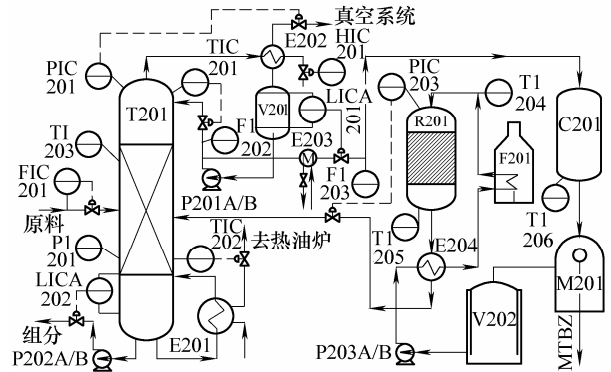 真空系统
E202
HIC
201
TIC
201
PIC
201
PIC
203
T1
204
T201
V201
LICA
201
R201
C201
F1
202
E203
F201
TI
203
FIC
201
F1
203
P201A/B
原料
TIC
202
去热油炉
T1
205
T1
206
P1
201
E204
LICA
202
M201
V202
组分
E201
P202A/B
P203A/B
MTBZ